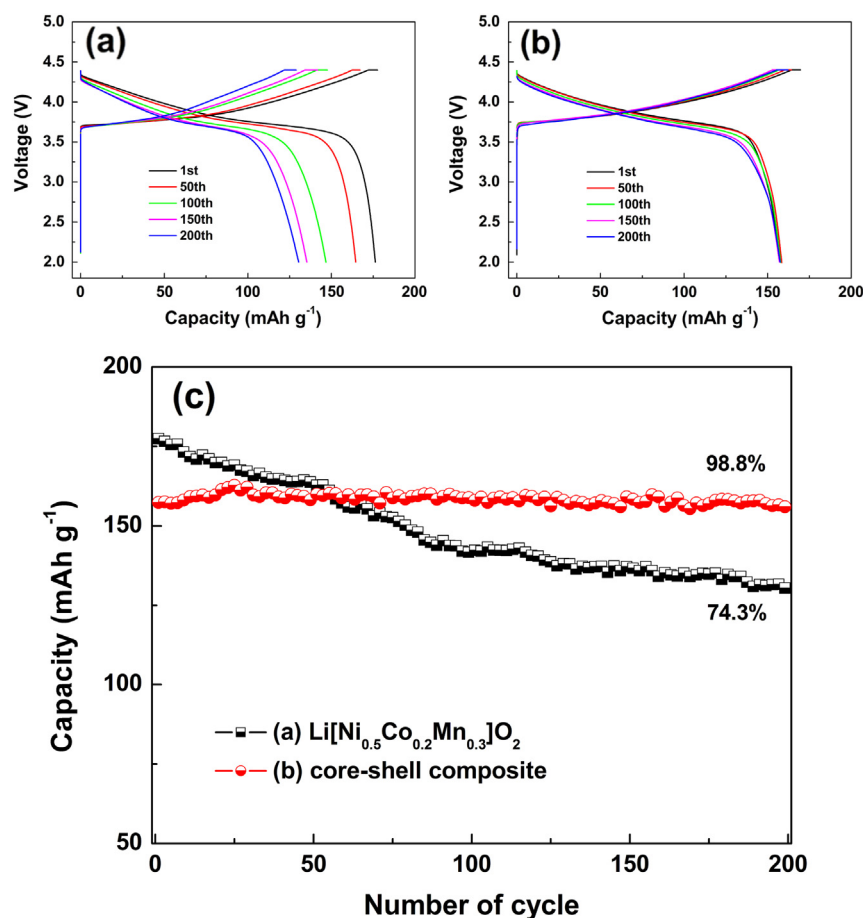 (a)
5.0
4.5
4.0
3.5
3.0
2.5
2.0
Voltage (V)
1st
50th
100th
150th
200th
0 50 100 150 200
Capacity (mAh g⁻¹)
(b)
5.0
4.5
4.0
3.5
3.0
2.5
2.0
Voltage (V)
1st
50th
100th
150th
200th
0 50 100 150 200
Capacity (mAh g⁻¹)
(c)
200
150
100
50
Capacity (mAh g⁻¹)
98.8%
74.3%
(a) Li[Ni₀.₅Co₀.₂Mn₀.₃]O₂
(b) core-shell composite
0 50 100 150 200
Number of cycle